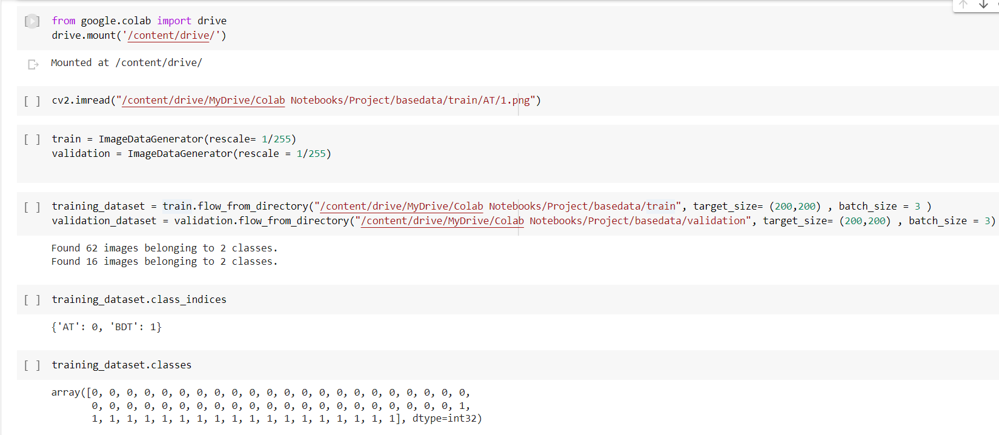 [ ] from google.colab import drive
drive.mount('/content/drive/')
Mounted at /content/drive/
[ ] cv2.imread("/content/drive/MyDrive/Colab Notebooks/Project/basedata/train/AT/1.png")
[ ] train = ImageDataGenerator(rescale= 1/255)
validation = ImageDataGenerator(rescale = 1/255)
[ ] training_dataset = train.flow_from_directory("/content/drive/MyDrive/Colab Notebooks/Project/basedata/train", target_size= (200,200) , batch_size = 3 )
validation_dataset = validation.flow_from_directory("/content/drive/MyDrive/Colab Notebooks/Project/basedata/validation", target_size= (200,200) , batch_size = 3)
Found 62 images belonging to 2 classes.
Found 16 images belonging to 2 classes.
[ ] training_dataset.class_indices
{'AT': 0, 'BDT': 1}
[ ] training_dataset.classes
array([0, 0, 0, 0, 0, 0, 0, 0, 0, 0, 0, 0, 0, 0, 0, 0, 0, 0, 0, 0, 0, 0,
0, 0, 0, 0, 0, 0, 0, 0, 0, 0, 0, 0, 0, 0, 0, 0, 0, 0, 0, 0, 0, 1,
1, 1, 1, 1, 1, 1, 1, 1, 1, 1, 1, 1, 1, 1, 1, 1, 1, 1], dtype=int32)